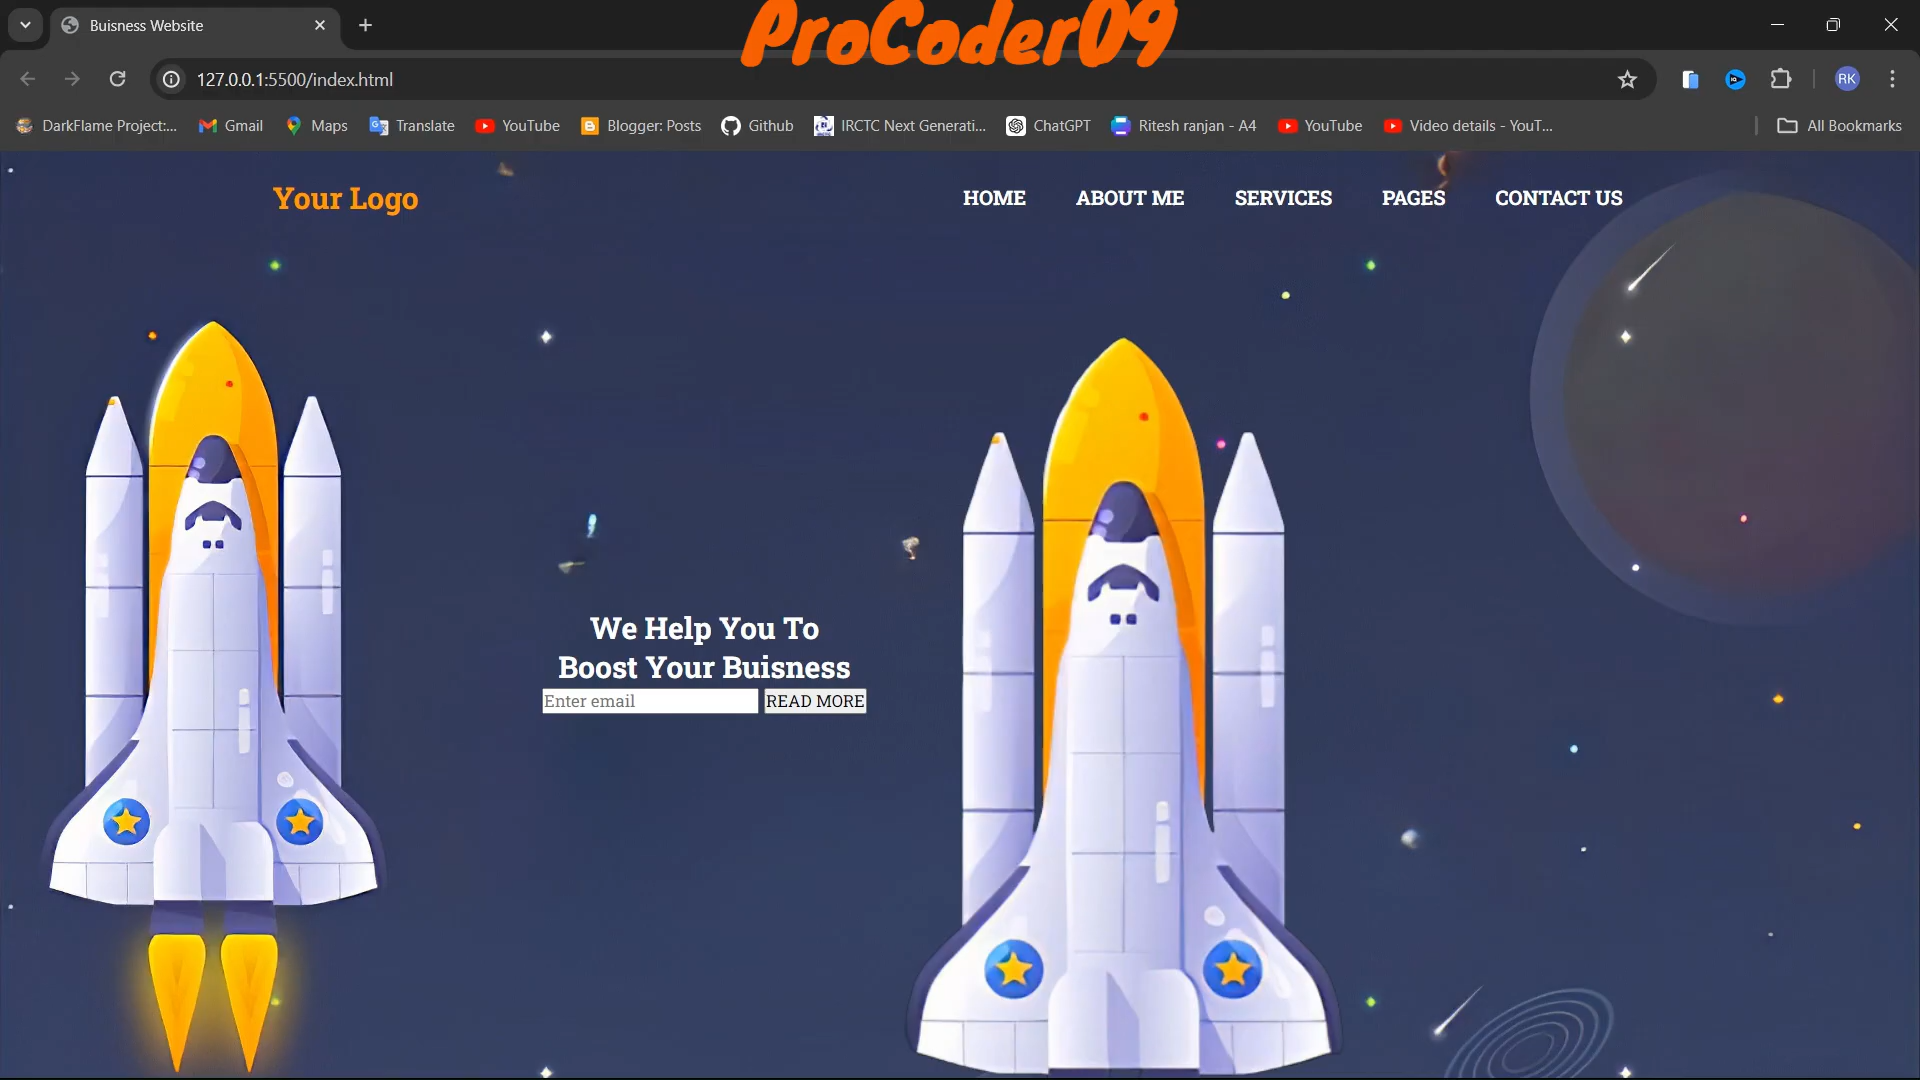 Buisness Website
ProCoder09
127.0.0.1:5500/index.html
RK
DarkFlame Project:...
Gmail
Maps
Translate
YouTube
Blogger: Posts
Github
IRCTC Next Generati...
ChatGPT
Ritesh ranjan - A4
YouTube
Video details - YouT...
All Bookmarks
Your Logo
HOME
ABOUT ME
SERVICES
PAGES
CONTACT US
We Help You To
Boost Your Buisness
Enter email
READ MORE